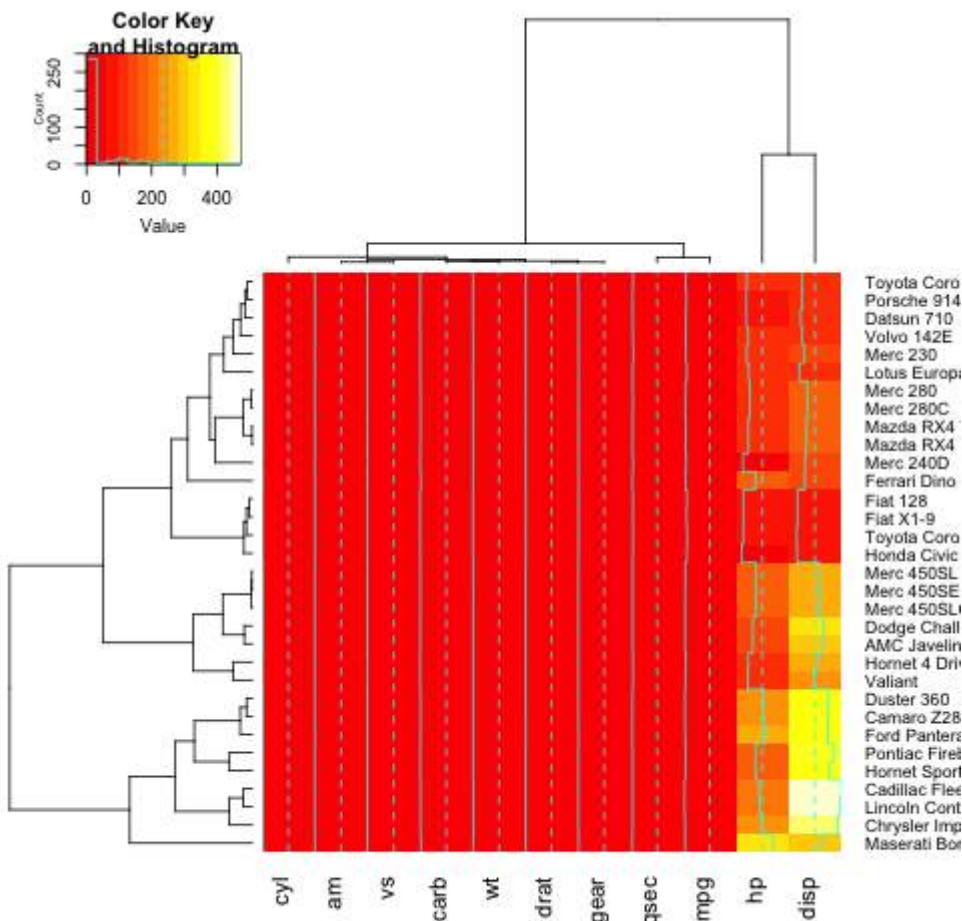 Color Key
and Histogram
Count
0 100 250
0 200 400
Value
Toyota Coro
Porsche 914
Datsun 710
Volvo 142E
Merc 230
Lotus Europa
Merc 280
Merc 280C
Mazda RX4
Mazda RX4
Merc 240D
Ferrari Dino
Fiat 128
Fiat X1-9
Toyota Coro
Honda Civic
Merc 450SL
Merc 450SE
Merc 450SL
Dodge Chall
AMC Javelin
Hornet 4 Driv
Valiant
Duster 360
Camaro Z28
Ford Pantera
Pontiac Fireb
Hornet Sport
Cadillac Flee
Lincoln Cont
Chrysler Imp
Maserati Bor
cyl am vs carb wt drat gear qsec mpg hp disp